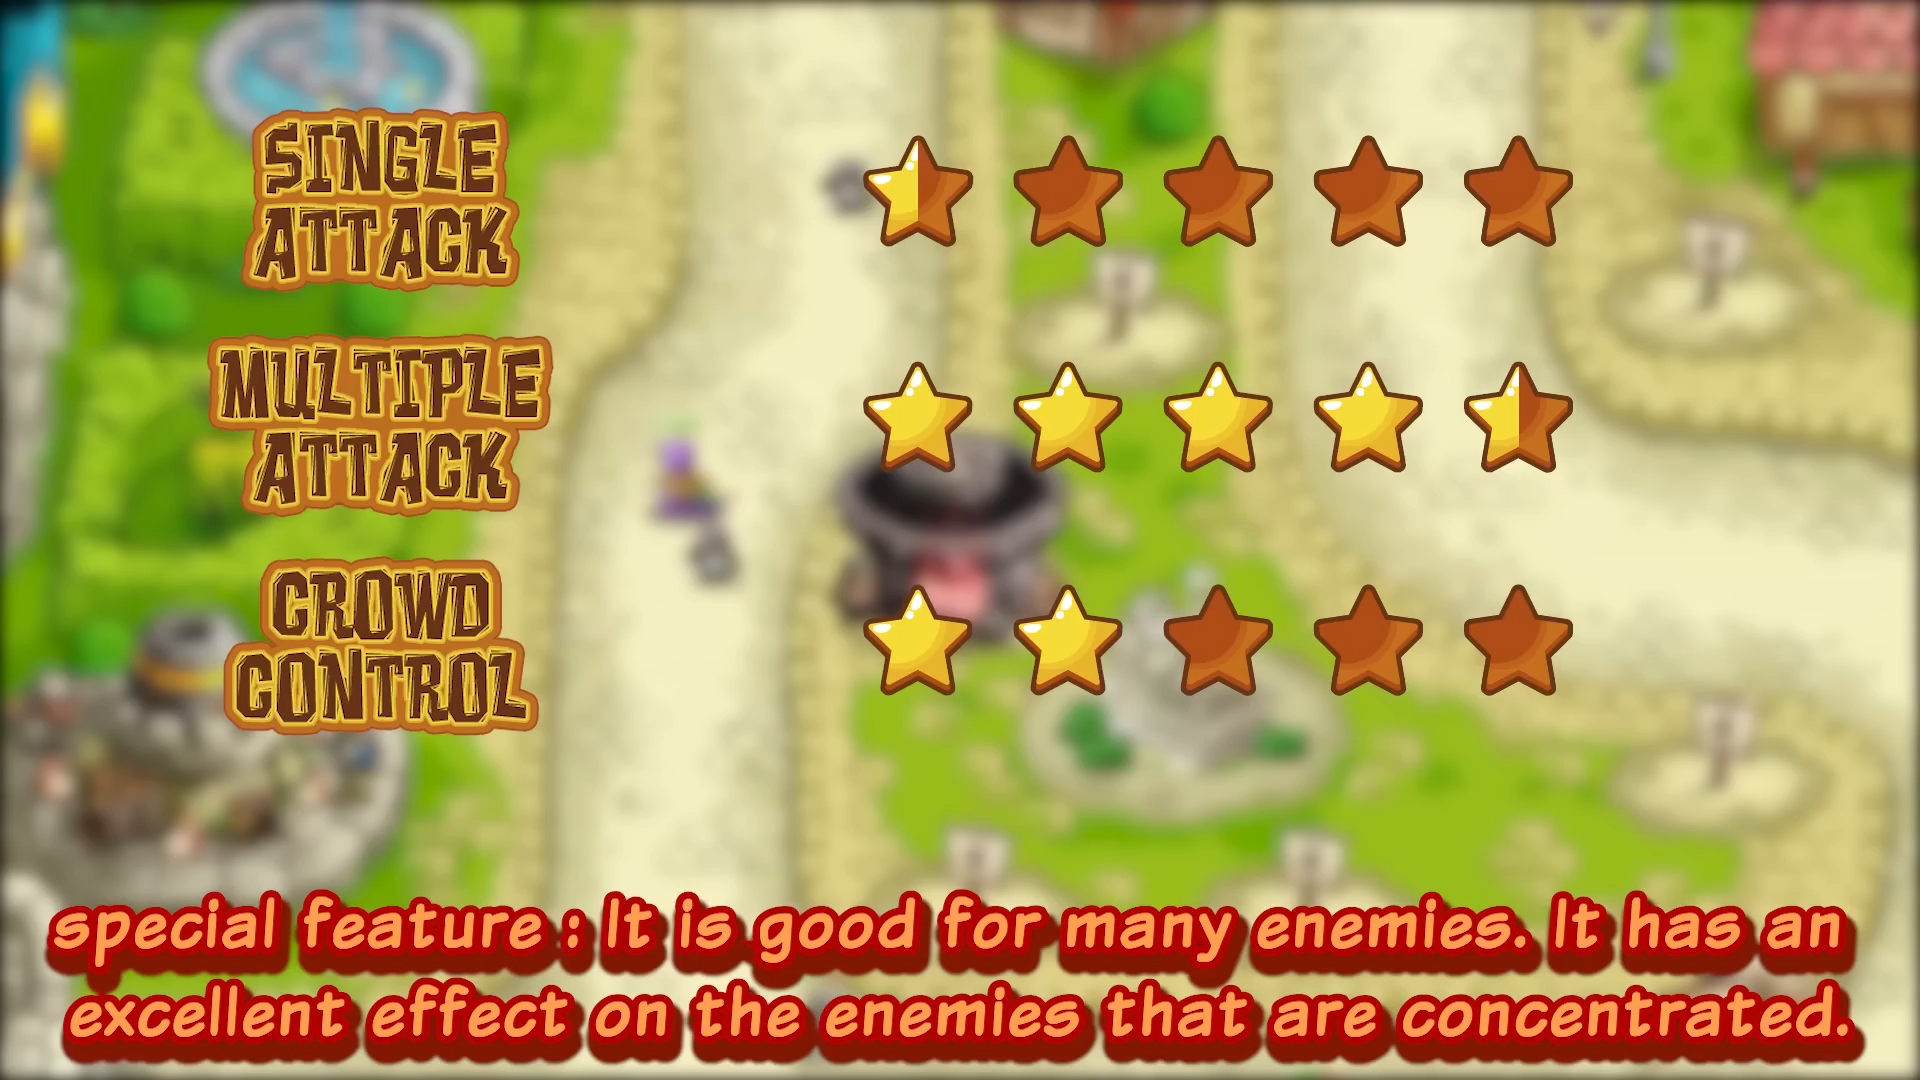 SINGLE
ATTACK
MULTIPLE
ATTACK
CROWD
CONTROL
special feature : It is good for many enemies. It has an
excellent effect on the enemies that are concentrated.